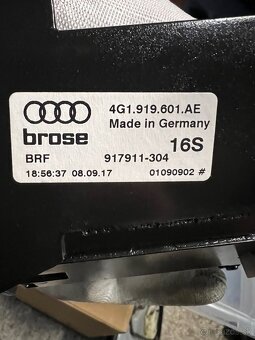 4G1.919.601.AE
Made in Germany
brose
16S
BRF 917911-304
18:56:37 08.09.17 01090902 #